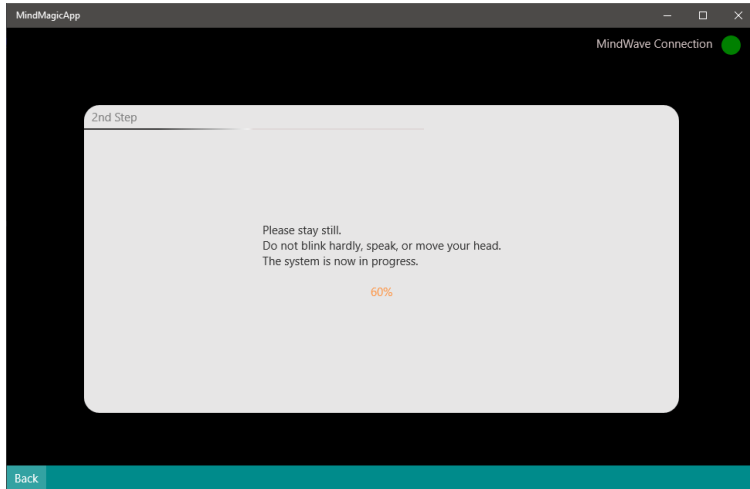 MindMagicApp
MindWave Connection
2nd Step
Please stay still.
Do not blink hardly, speak, or move your head.
The system is now in progress.
60%
Back